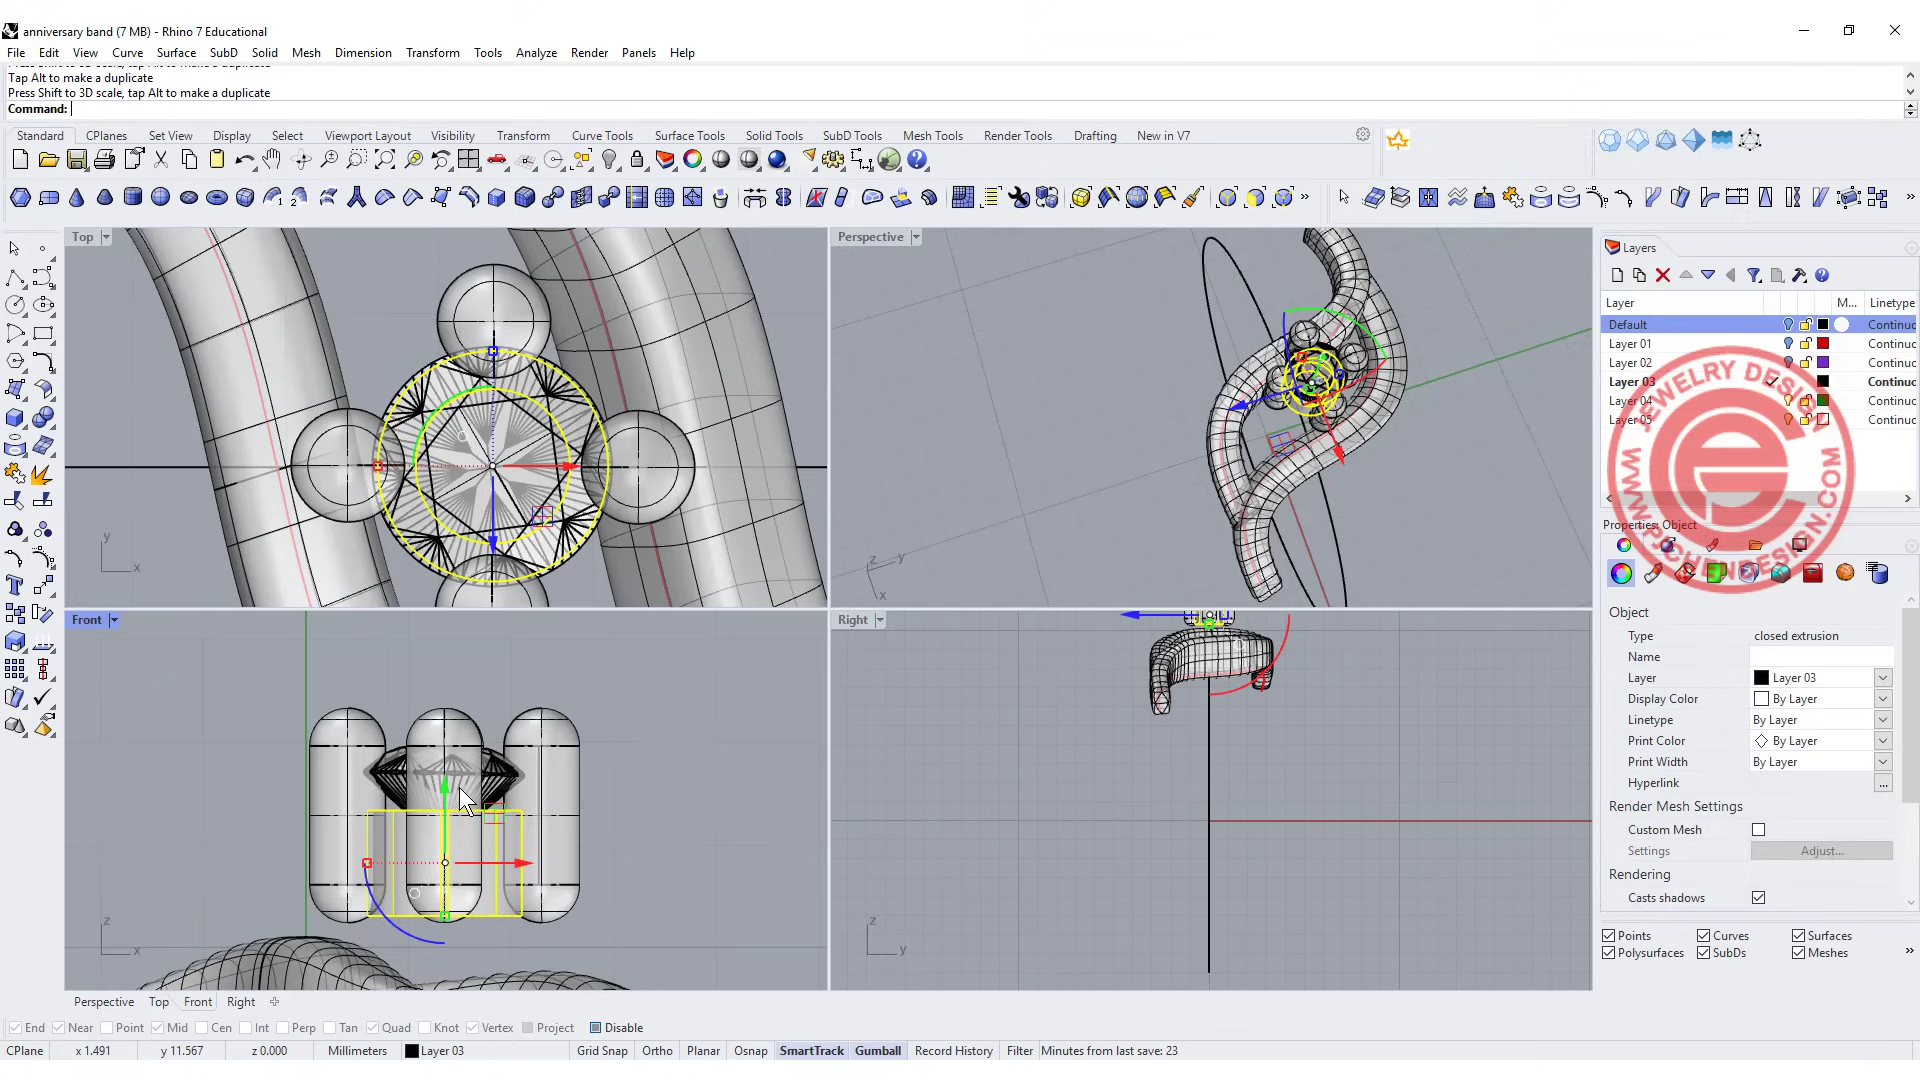 anniversary band (7 MB) - Rhino 7 Educational
File Edit View Curve Surface SubD Solid Mesh Dimension Transform Tools Analyze Render Panels Help
Tap Alt to make a duplicate
Press Shift to 3D scale, tap Alt to make a duplicate
Command:
Standard CPlanes Set View Display Select Viewport Layout Visibility Transform Curve Tools Surface Tools Solid Tools SubD Tools Mesh Tools Render Tools Drafting New in V7
Top
Perspective
Layers
Layer M... Linetype
Default Continuc
Layer 01 Continuc
Layer 02 Continuc
Layer 03 Continuc
Layer 04 Continuc
Layer 05 Continuc
JEWELRY DESIGN
WWW.PJCHENDESIGN.COM
Properties: Object
y
x
z
y
x
Front
Right
Object
Type closed extrusion
Name
Layer Layer 03
Display Color By Layer
Linetype By Layer
Print Color By Layer
Print Width By Layer
Hyperlink ...
Render Mesh Settings
Custom Mesh
Settings Adjust...
Rendering
Casts shadows
z
x
z
y
Points Curves Surfaces
Polysurfaces SubDs Meshes
Perspective Top Front Right
End Near Point Mid Cen Int Perp Tan Quad Knot Vertex Project Disable
CPlane x 1.491 y 11.567 z 0.000 Millimeters Layer 03 Grid Snap Ortho Planar Osnap SmartTrack Gumball Record History Filter Minutes from last save: 23